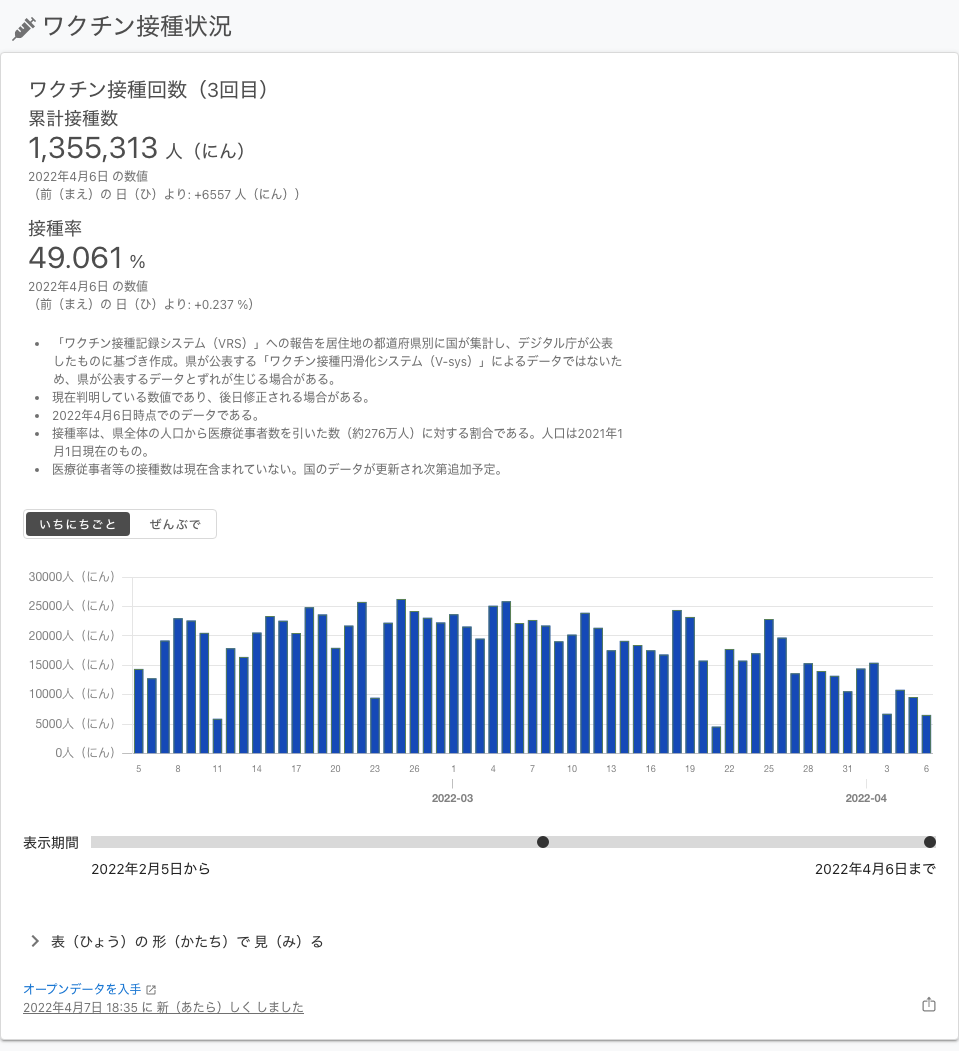 ワクチン接種状況
ワクチン接種回数（3回目）
累計接種数
1,355,313 人（にん）
2022年4月6日 の数値
（前（まえ）の 日（ひ）より: +6557 人（にん））
接種率
49.061 %
2022年4月6日 の数値
（前（まえ）の 日（ひ）より: +0.237 %）
• 「ワクチン接種記録システム（VRS）」への報告を居住地の都道府県別に国が集計し、デジタル庁が公表
したものに基づき作成。県が公表する「ワクチン接種円滑化システム（V-sys）」によるデータではないた
め、県が公表するデータとずれが生じる場合がある。
• 現在判明している数値であり、後日修正される場合がある。
• 2022年4月6日時点でのデータである。
• 接種率は、県全体の人口から医療従事者数を引いた数（約276万人）に対する割合である。人口は2021年1
月1日現在のもの。
• 医療従事者等の接種数は現在含まれていない。国のデータが更新され次第追加予定。
いちにちごと ぜんぶで
30000人（にん）
25000人（にん）
20000人（にん）
15000人（にん）
10000人（にん）
5000人（にん）
0人（にん）
5 8 11 14 17 20 23 26 1 4 7 10 13 16 19 22 25 28 31 3 6
2022-03 2022-04
表示期間
2022年2月5日から 2022年4月6日まで
表（ひょう）の 形（かたち）で 見（み）る
オープンデータを入手
2022年4月7日 18:35 に 新（あたら）しく しました